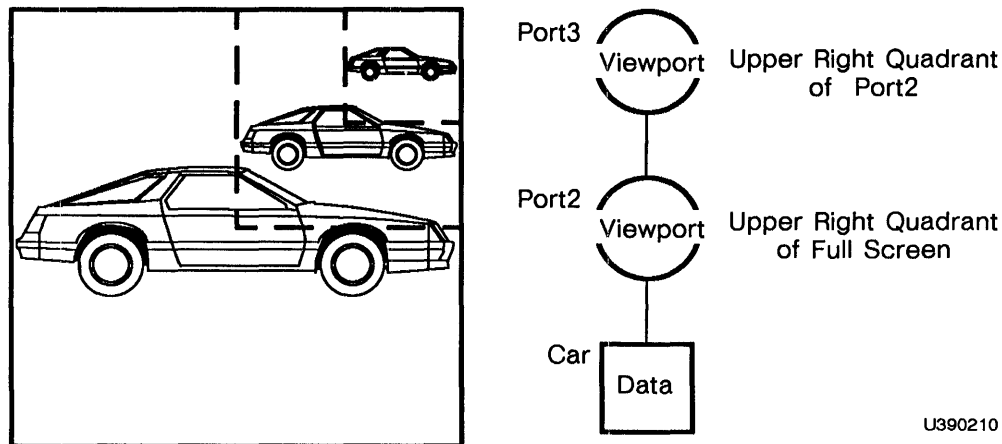 Port3
Viewport
Upper Right Quadrant
of Port2
Port2
Viewport
Upper Right Quadrant
of Full Screen
Car
Data
U390210